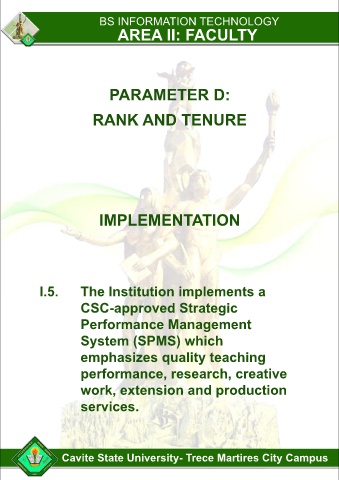 BS INFORMATION TECHNOLOGY
AREA II: FACULTY
PARAMETER D:
RANK AND TENURE
IMPLEMENTATION
I.5. The Institution implements a
CSC-approved Strategic
Performance Management
System (SPMS) which
emphasizes quality teaching
performance, research, creative
work, extension and production
services.
Cavite State University- Trece Martires City Campus